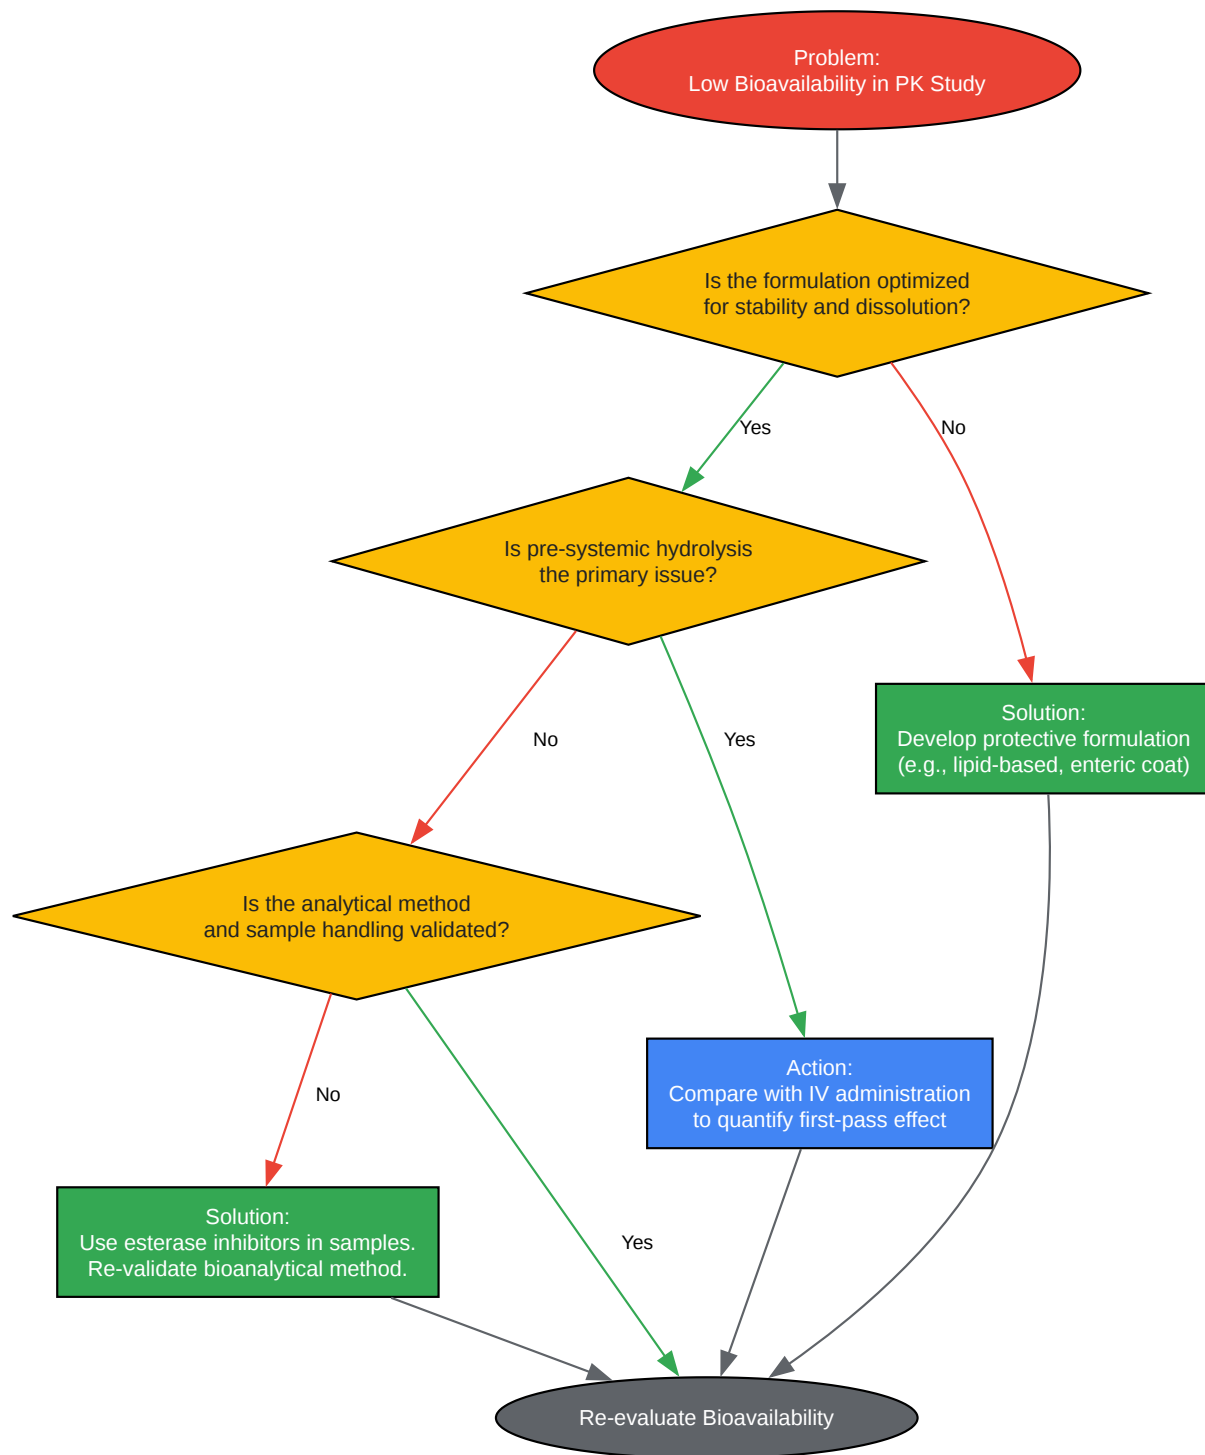 Problem:
Low Bioavailability in PK Study
Is the formulation optimized
for stability and dissolution?
Yes
No
Is pre-systemic hydrolysis
the primary issue?
No
Yes
Solution:
Develop protective formulation
(e.g., lipid-based, enteric coat)
Is the analytical method
and sample handling validated?
No
Yes
Action:
Compare with IV administration
to quantify first-pass effect
Solution:
Use esterase inhibitors in samples.
Re-validate bioanalytical method.
Re-evaluate Bioavailability